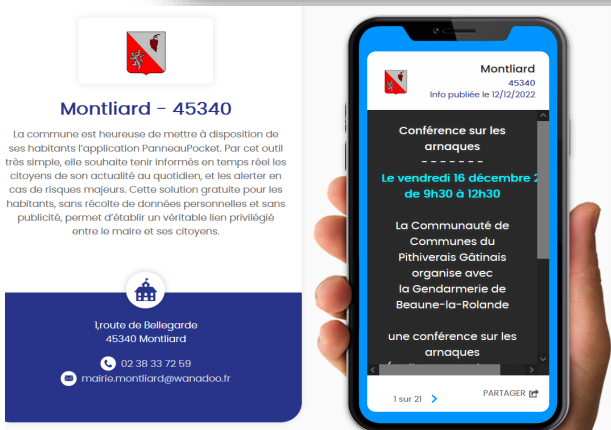 Montliard - 45340
La commune est heureuse de mettre à disposition de
ses habitants l'application PanneauPocket. Par cet outil
très simple, elle souhaite tenir informés en temps réel les
citoyens de son actualité au quotidien, et les alerter en
cas de risques majeurs. Cette solution gratuite pour les
habitants, sans récolte de données personnelles et sans
publicité, permet d'établir un véritable lien privilégié
entre le maire et ses citoyens.
1,route de Bellegarde
45340 Montliard
02 38 33 72 59
mairie.montliard@wanadoo.fr
Montliard
45340
Info publiée le 12/12/2022
Conférence sur les
arnaques
- - - - - - -
Le vendredi 16 décembre 2
de 9h30 à 12h30
La Communauté de
Communes du
Pithiverais Gâtinais
organise avec
la Gendarmerie de
Beaune-la-Rolande
une conférence sur les
arnaques
1 sur 21
PARTAGER